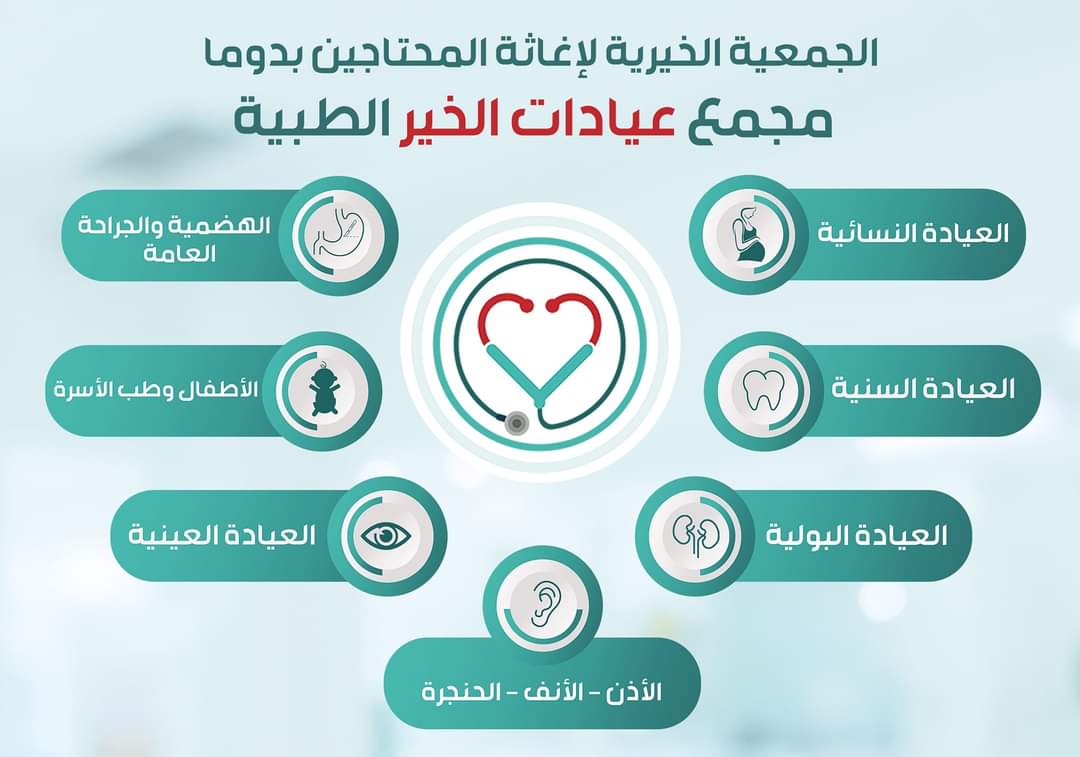 الجمعية الخيرية لإغاثة المحتاجين بدوما
مجمع عيادات الخير الطبية
العيادة النسائية
الهضمية والجراحة
العامة
العيادة السنية
الأطفال وطب الأسرة
العيادة البولية
العيادة العينية
الأذن - الأنف - الحنجرة